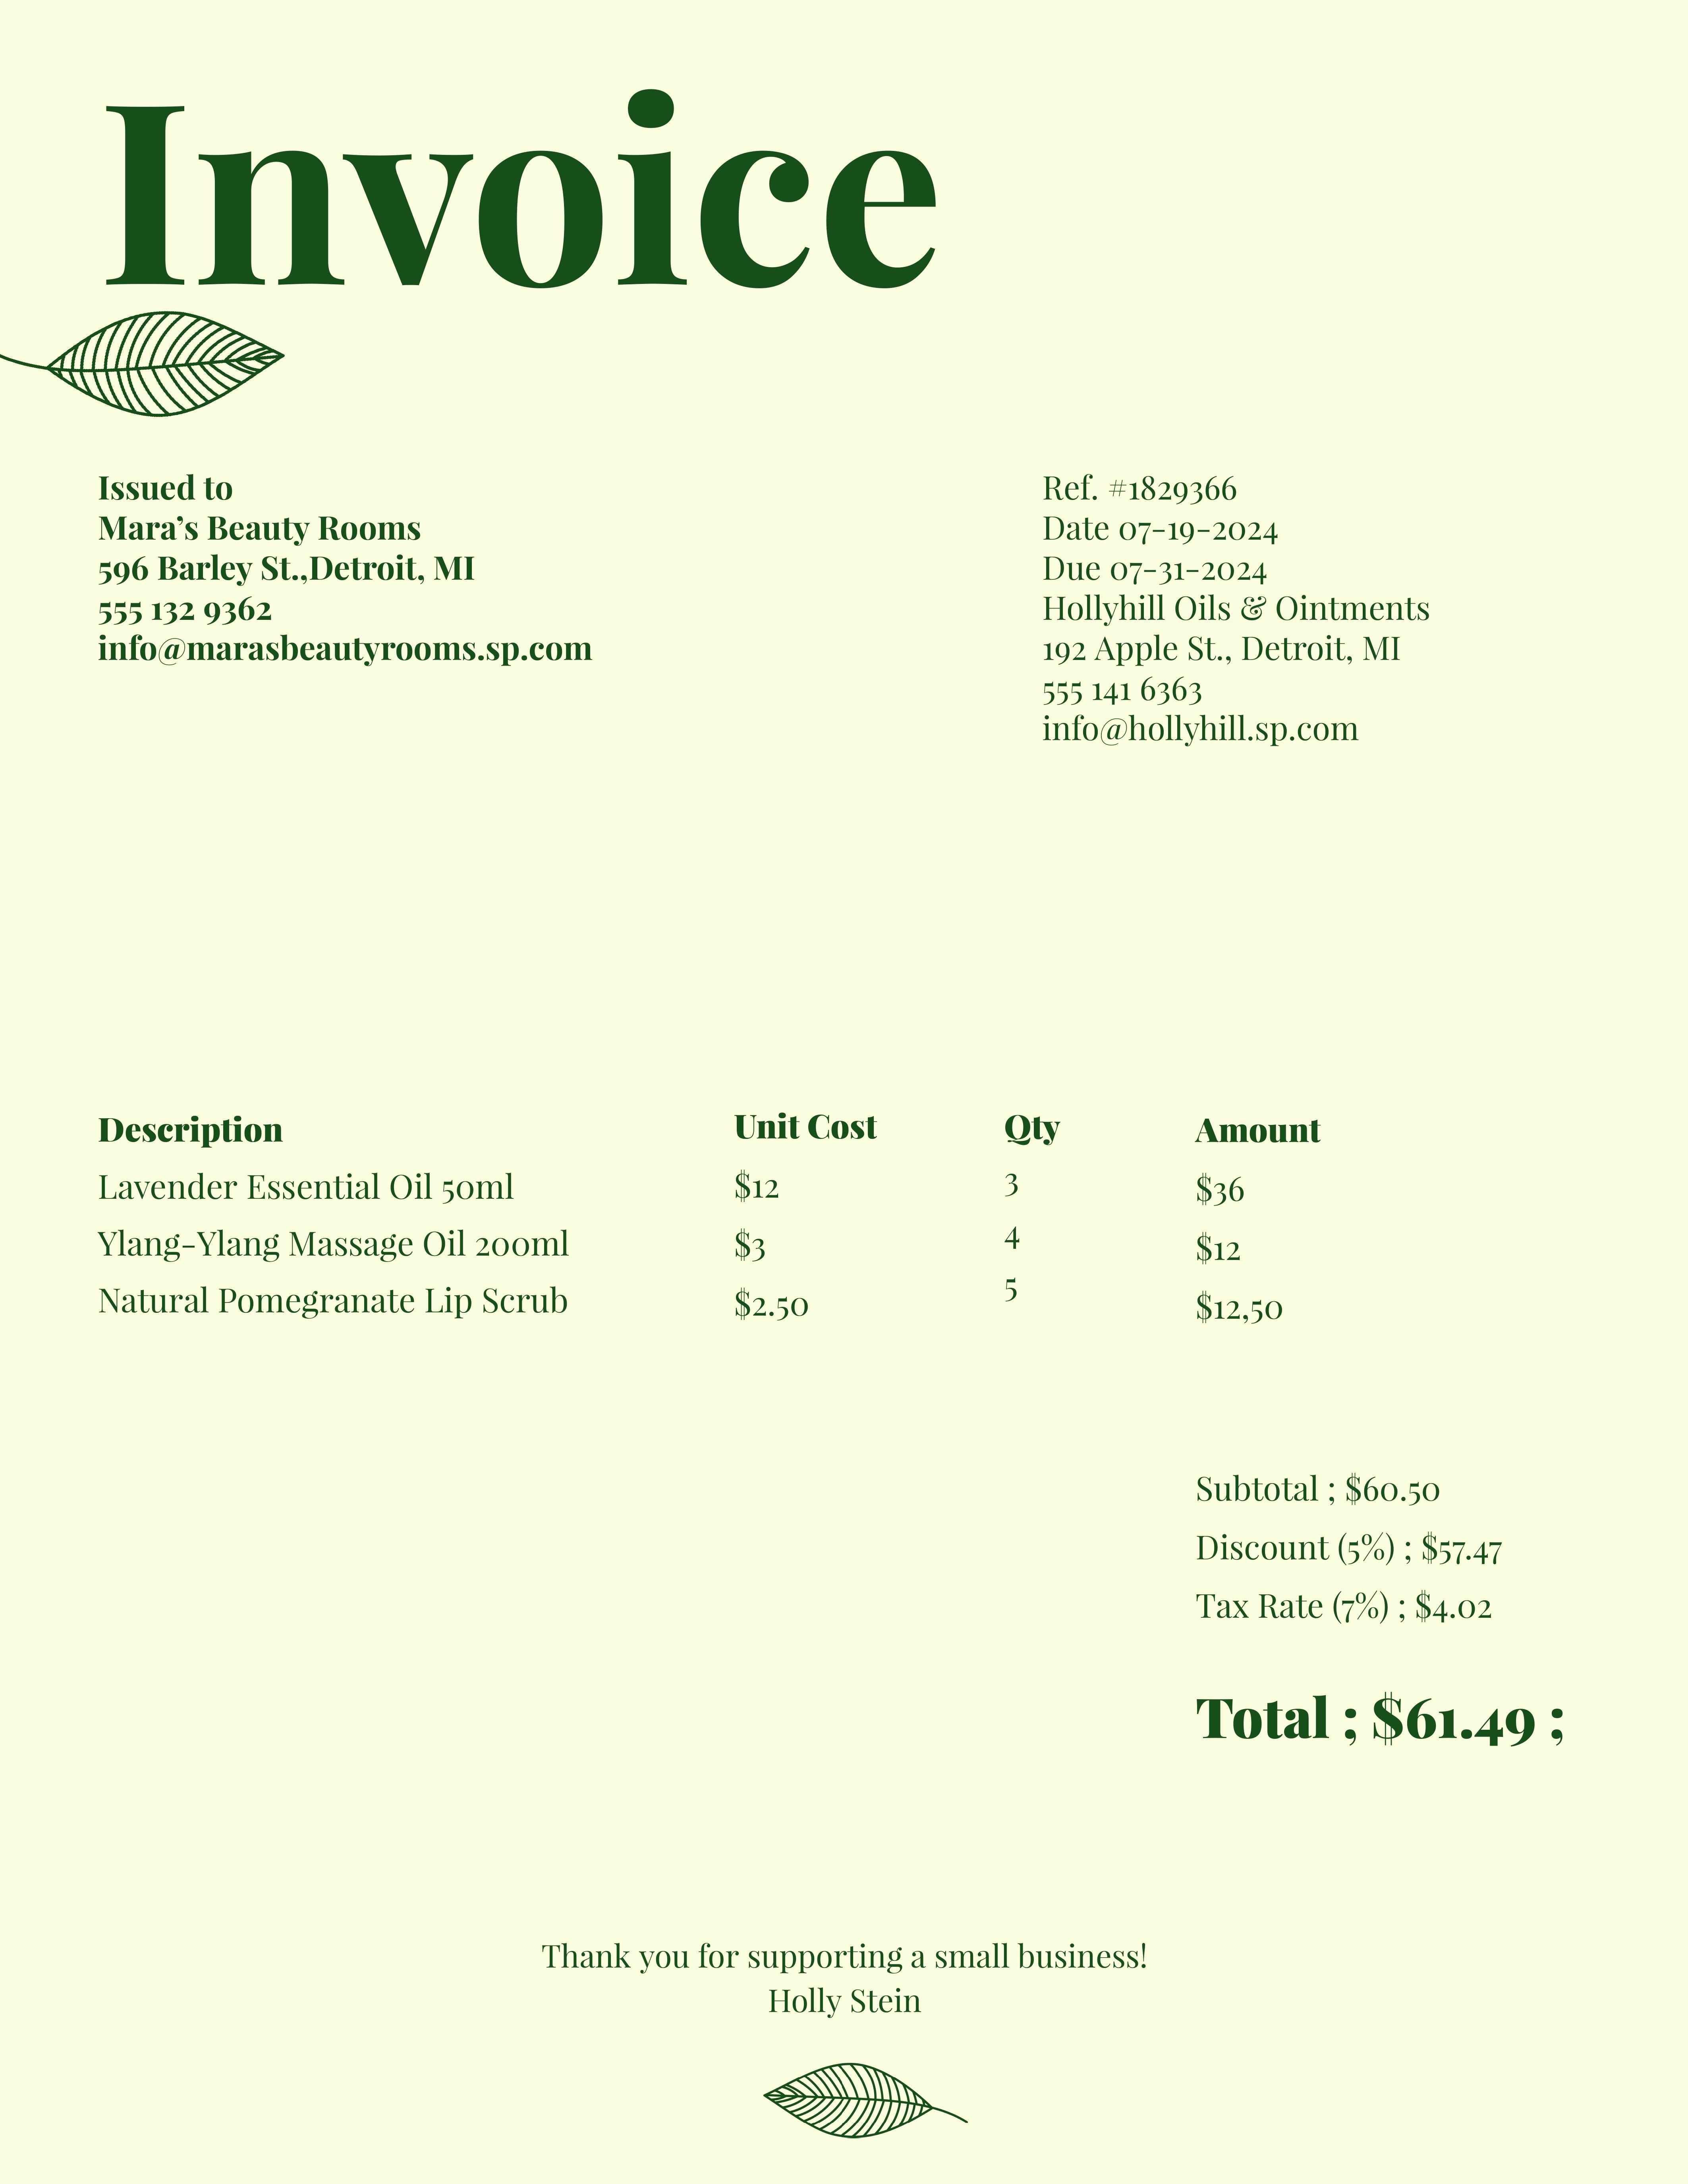 Invoice
Issued to
Mara’s Beauty Rooms
596 Barley St.,Detroit, MI
555 132 9362
info@marasbeautyrooms.sp.com
Ref. #1829366
Date 07-19-2024
Due 07-31-2024
Hollyhill Oils & Ointments
192 Apple St., Detroit, MI
555 141 6363
info@hollyhill.sp.com
Description Unit Cost Qty Amount
Lavender Essential Oil 50ml $12 3 $36
Ylang-Ylang Massage Oil 200ml $3 4 $12
Natural Pomegranate Lip Scrub $2.50 5 $12,50
Subtotal ; $60.50
Discount (5%) ; $57.47
Tax Rate (7%) ; $4.02
Total ; $61.49 ;
Thank you for supporting a small business!
Holly Stein